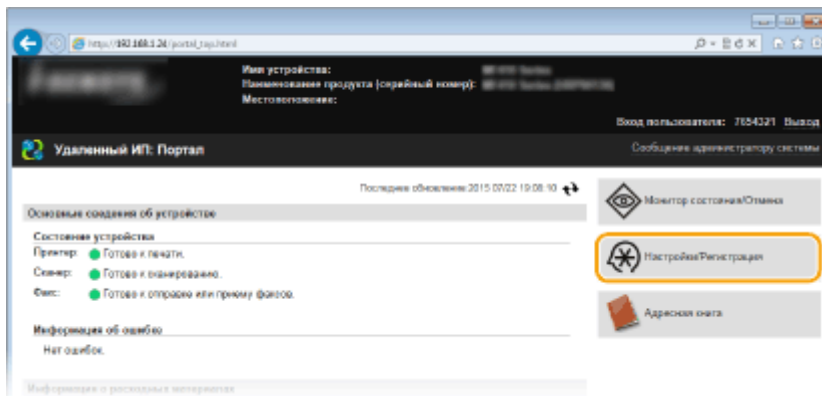 http://192.168.1.24/portal_top.html
Имя устройства:
Наименование продукта (серийный номер):
Местоположение:
Вход пользователя: 7654321 Выход
Удаленный ИП: Портал
Сообщение администратору системы
Последнее обновление: 2015 07/22 19:08:10
Монитор состояния/Отмена
Основные сведения об устройстве
Состояние устройства
Принтер: Готово к печати.
Настройки/Регистрация
Сканер: Готово к сканированию.
Факс: Готово к отправке или приему факсов.
Адресная книга
Информация об ошибке
Нет ошибок.
Информация о расходных материалах